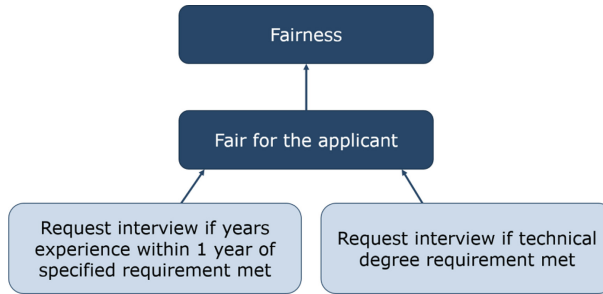 Fairness
Fair for the applicant
Request interview if years
experience within 1 year of
specified requirement met
Request interview if technical
degree requirement met